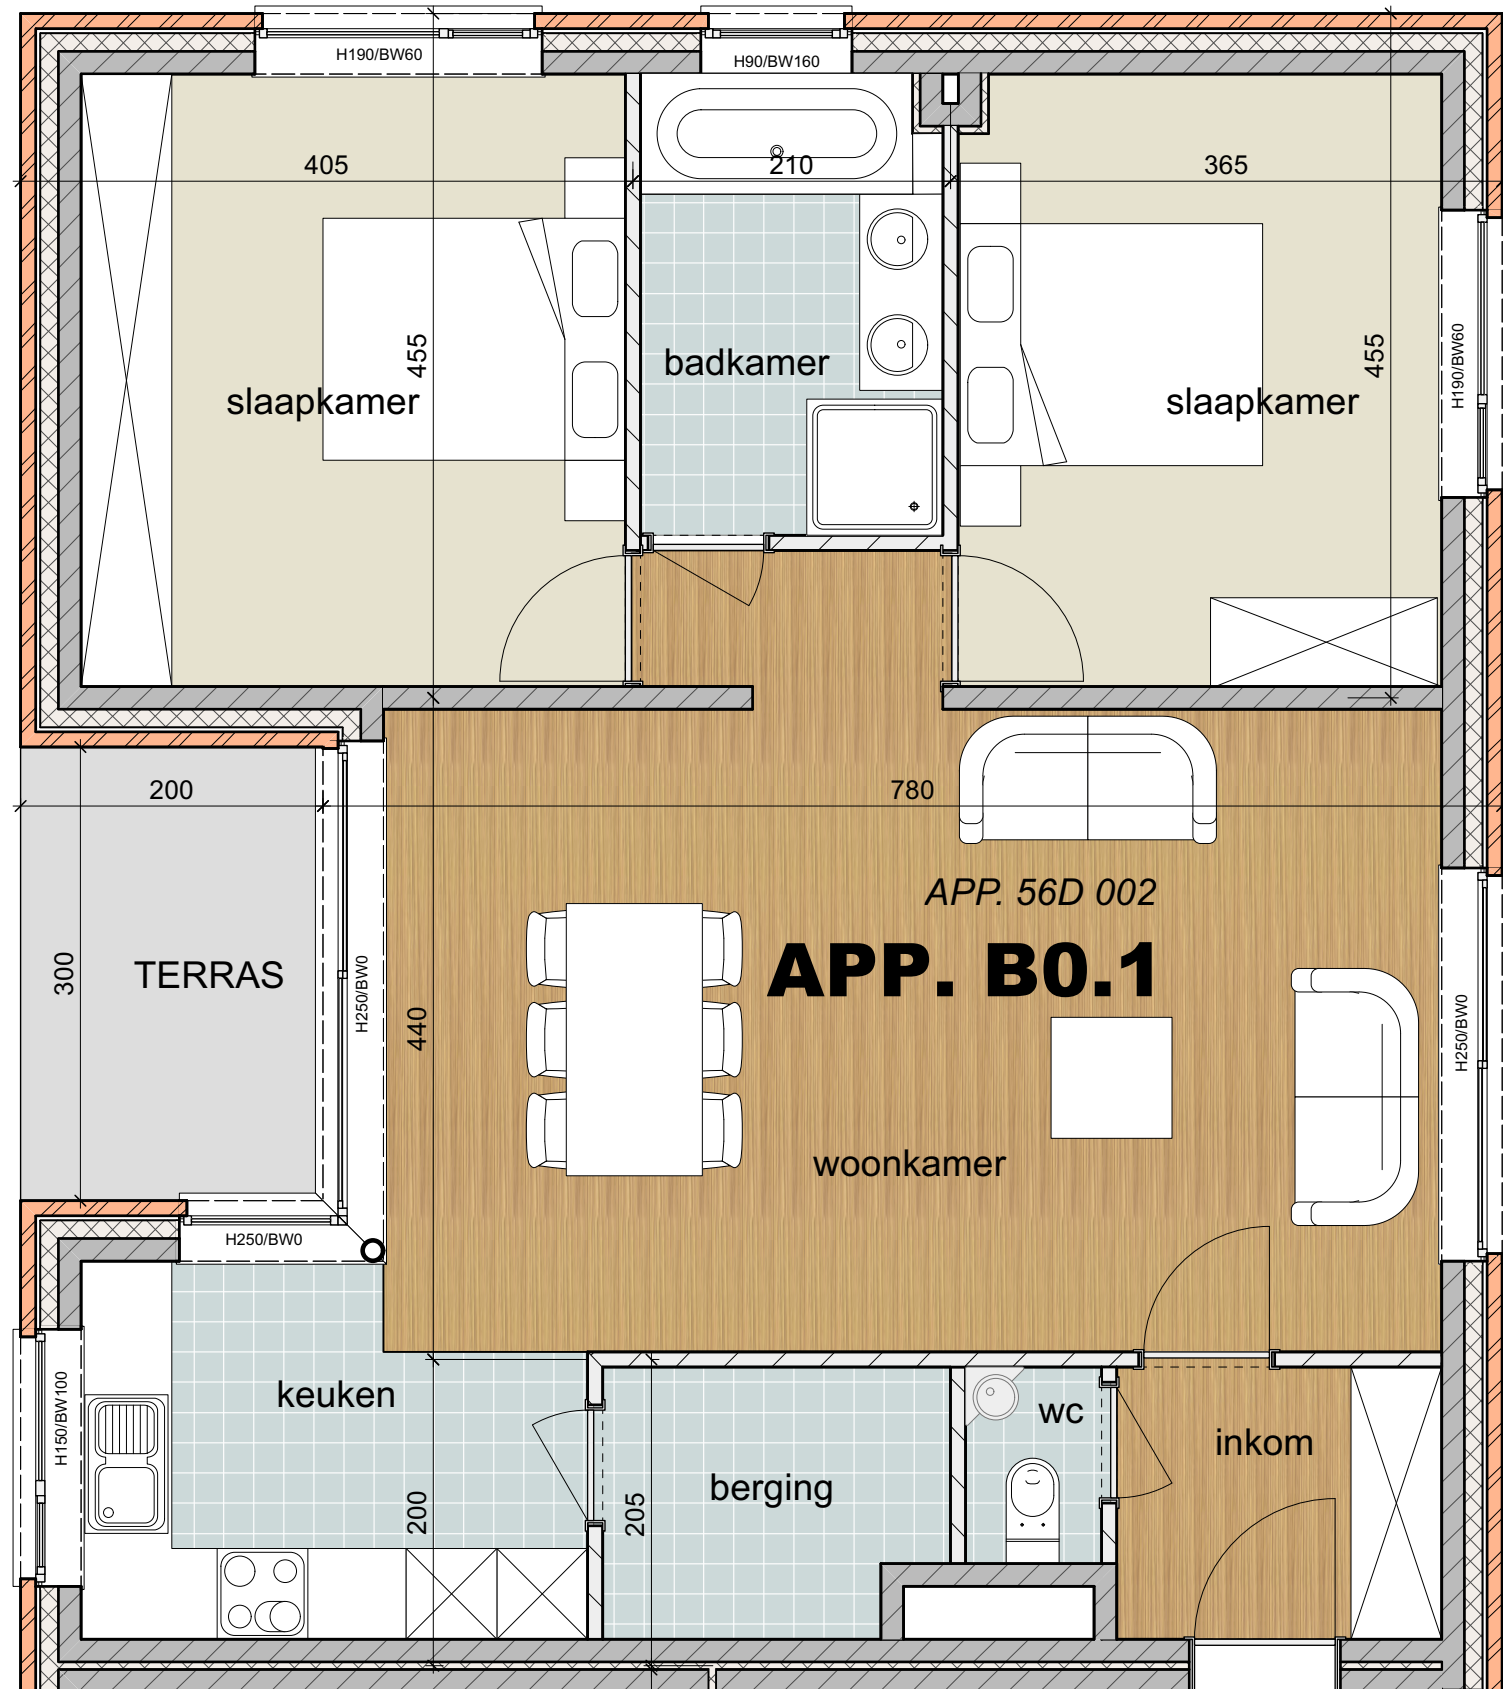 H190/BW60
H90/BW160
405
210
365
455
badkamer
455
H190/BW60
slaapkamer
slaapkamer
200
780
APP. 56D 002
APP. B0.1
300
TERRAS
H250/BW0
440
H250/BW0
woonkamer
H250/BW0
keuken
H150/BW100
wc
inkom
berging
200
205